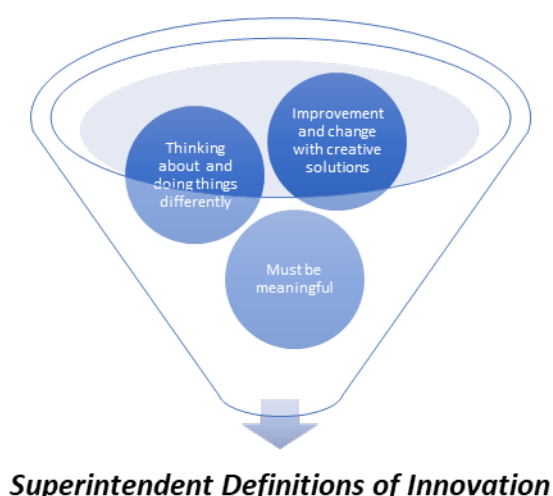 Improvement
and change
with creative
solutions
Thinking
about and
doing things
differently
Must be
meaningful
Superintendent Definitions of Innovation